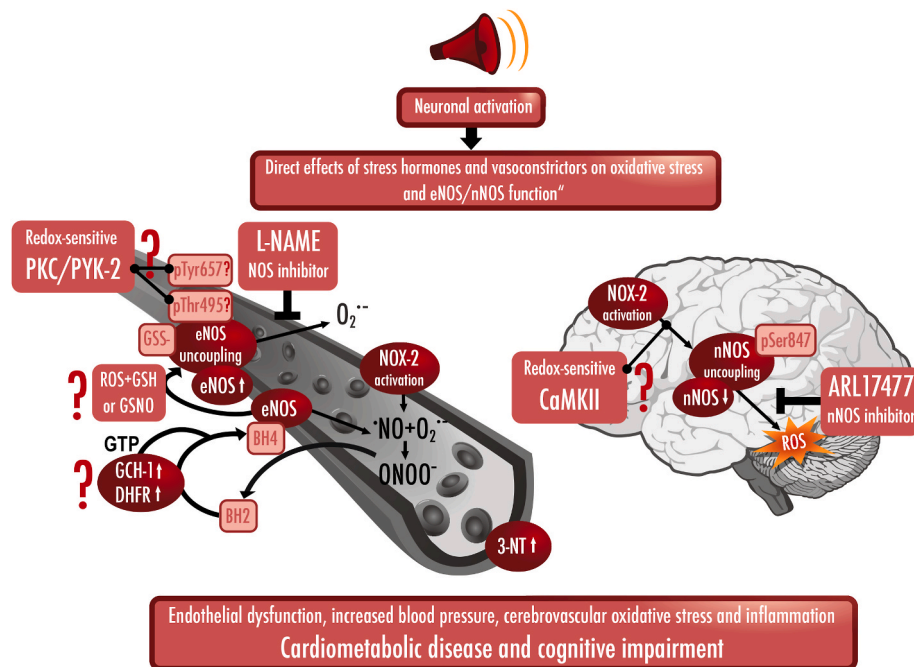 Neuronal activation
Direct effects of stress hormones and vasoconstrictors on oxidative stress
and eNOS/nNOS function“
Redox-sensitive
PKC/PYK-2
?
pTyr657?
pThr495?
L-NAME
NOS inhibitor
O₂·-
GSS-
eNOS
uncoupling
eNOS↑
?
ROS+GSH
or GSNO
eNOS
BH4
GTP
?
GCH-1↑
DHFR↑
BH2
NOX-2
activation
·NO+O₂·-
ONOO⁻
3-NT↑
NOX-2
activation
Redox-sensitive
CaMKII
?
nNOS
uncoupling
pSer847
nNOS↓
ARL17477
nNOS inhibitor
ROS
Endothelial dysfunction, increased blood pressure, cerebrovascular oxidative stress and inflammation
Cardiometabolic disease and cognitive impairment